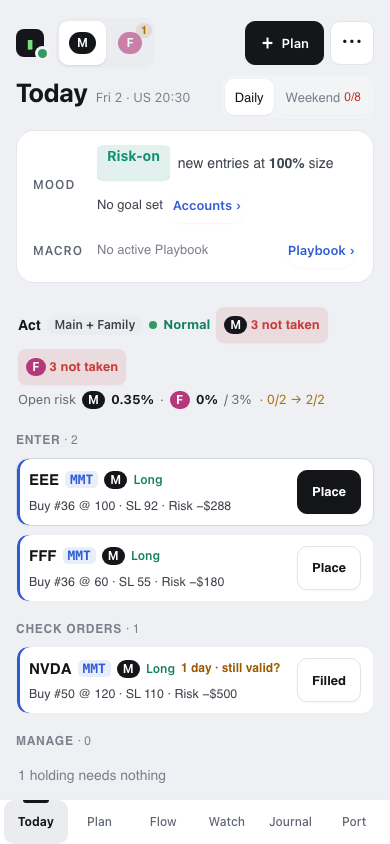 M F 1 + Plan ···
Today Fri 2 · US 20:30 Daily Weekend 0/8
MOOD Risk-on new entries at 100% size
No goal set Accounts ›
MACRO No active Playbook Playbook ›
Act Main + Family Normal M 3 not taken
F 3 not taken
Open risk M 0.35% · F 0% / 3% · 0/2 → 2/2
ENTER · 2
EEE MMT M Long
Buy #36 @ 100 · SL 92 · Risk −$288
Place
FFF MMT M Long
Buy #36 @ 60 · SL 55 · Risk −$180
Place
CHECK ORDERS · 1
NVDA MMT M Long 1 day · still valid?
Buy #50 @ 120 · SL 110 · Risk −$500
Filled
MANAGE · 0
1 holding needs nothing
Today Plan Flow Watch Journal Port